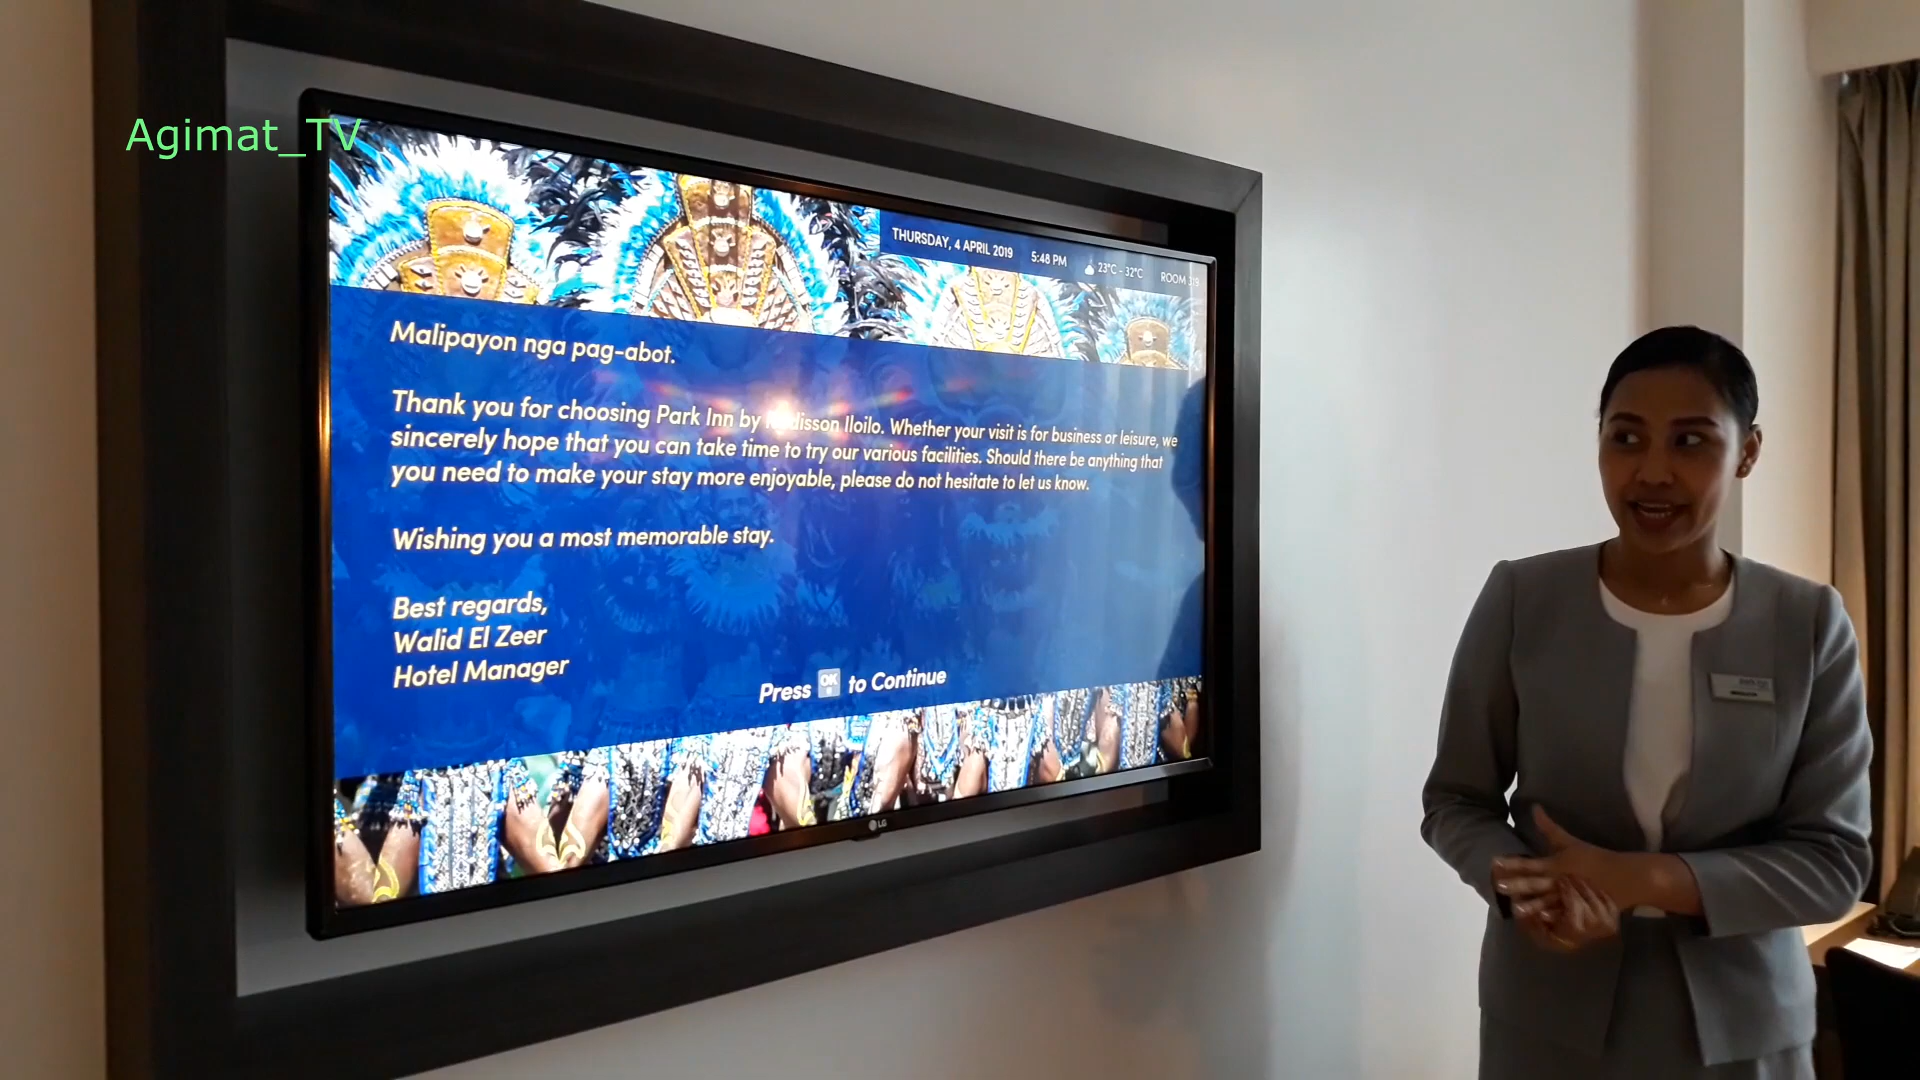 Agimat_TV
THURSDAY, 4 APRIL 2019 5:48 PM 23°C - 32°C ROOM 319
Malipayon nga pag-abot.
Thank you for choosing Park Inn by Radisson Iloilo. Whether your visit is for business or leisure, we
sincerely hope that you can take time to try our various facilities. Should there be anything that
you need to make your stay more enjoyable, please do not hesitate to let us know.
Wishing you a most memorable stay.
Best regards,
Walid El Zeer
Hotel Manager
Press OK to Continue
LG